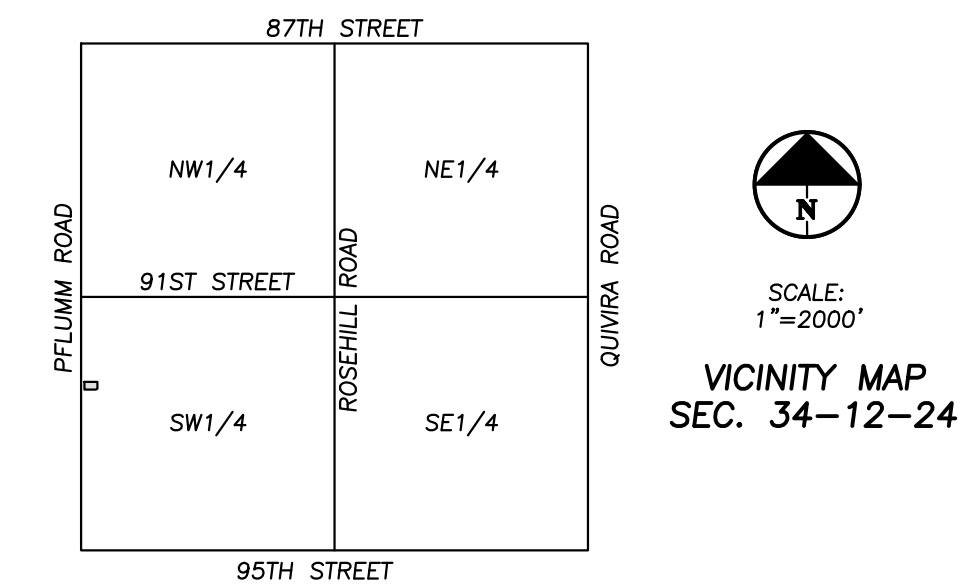 87TH STREET
NW1/4
NE1/4
PFLUMM ROAD
91ST STREET
ROSEHILL ROAD
QUIVIRA ROAD
SW1/4
SE1/4
95TH STREET
N
SCALE:
1"=2000'
VICINITY MAP
SEC. 34-12-24